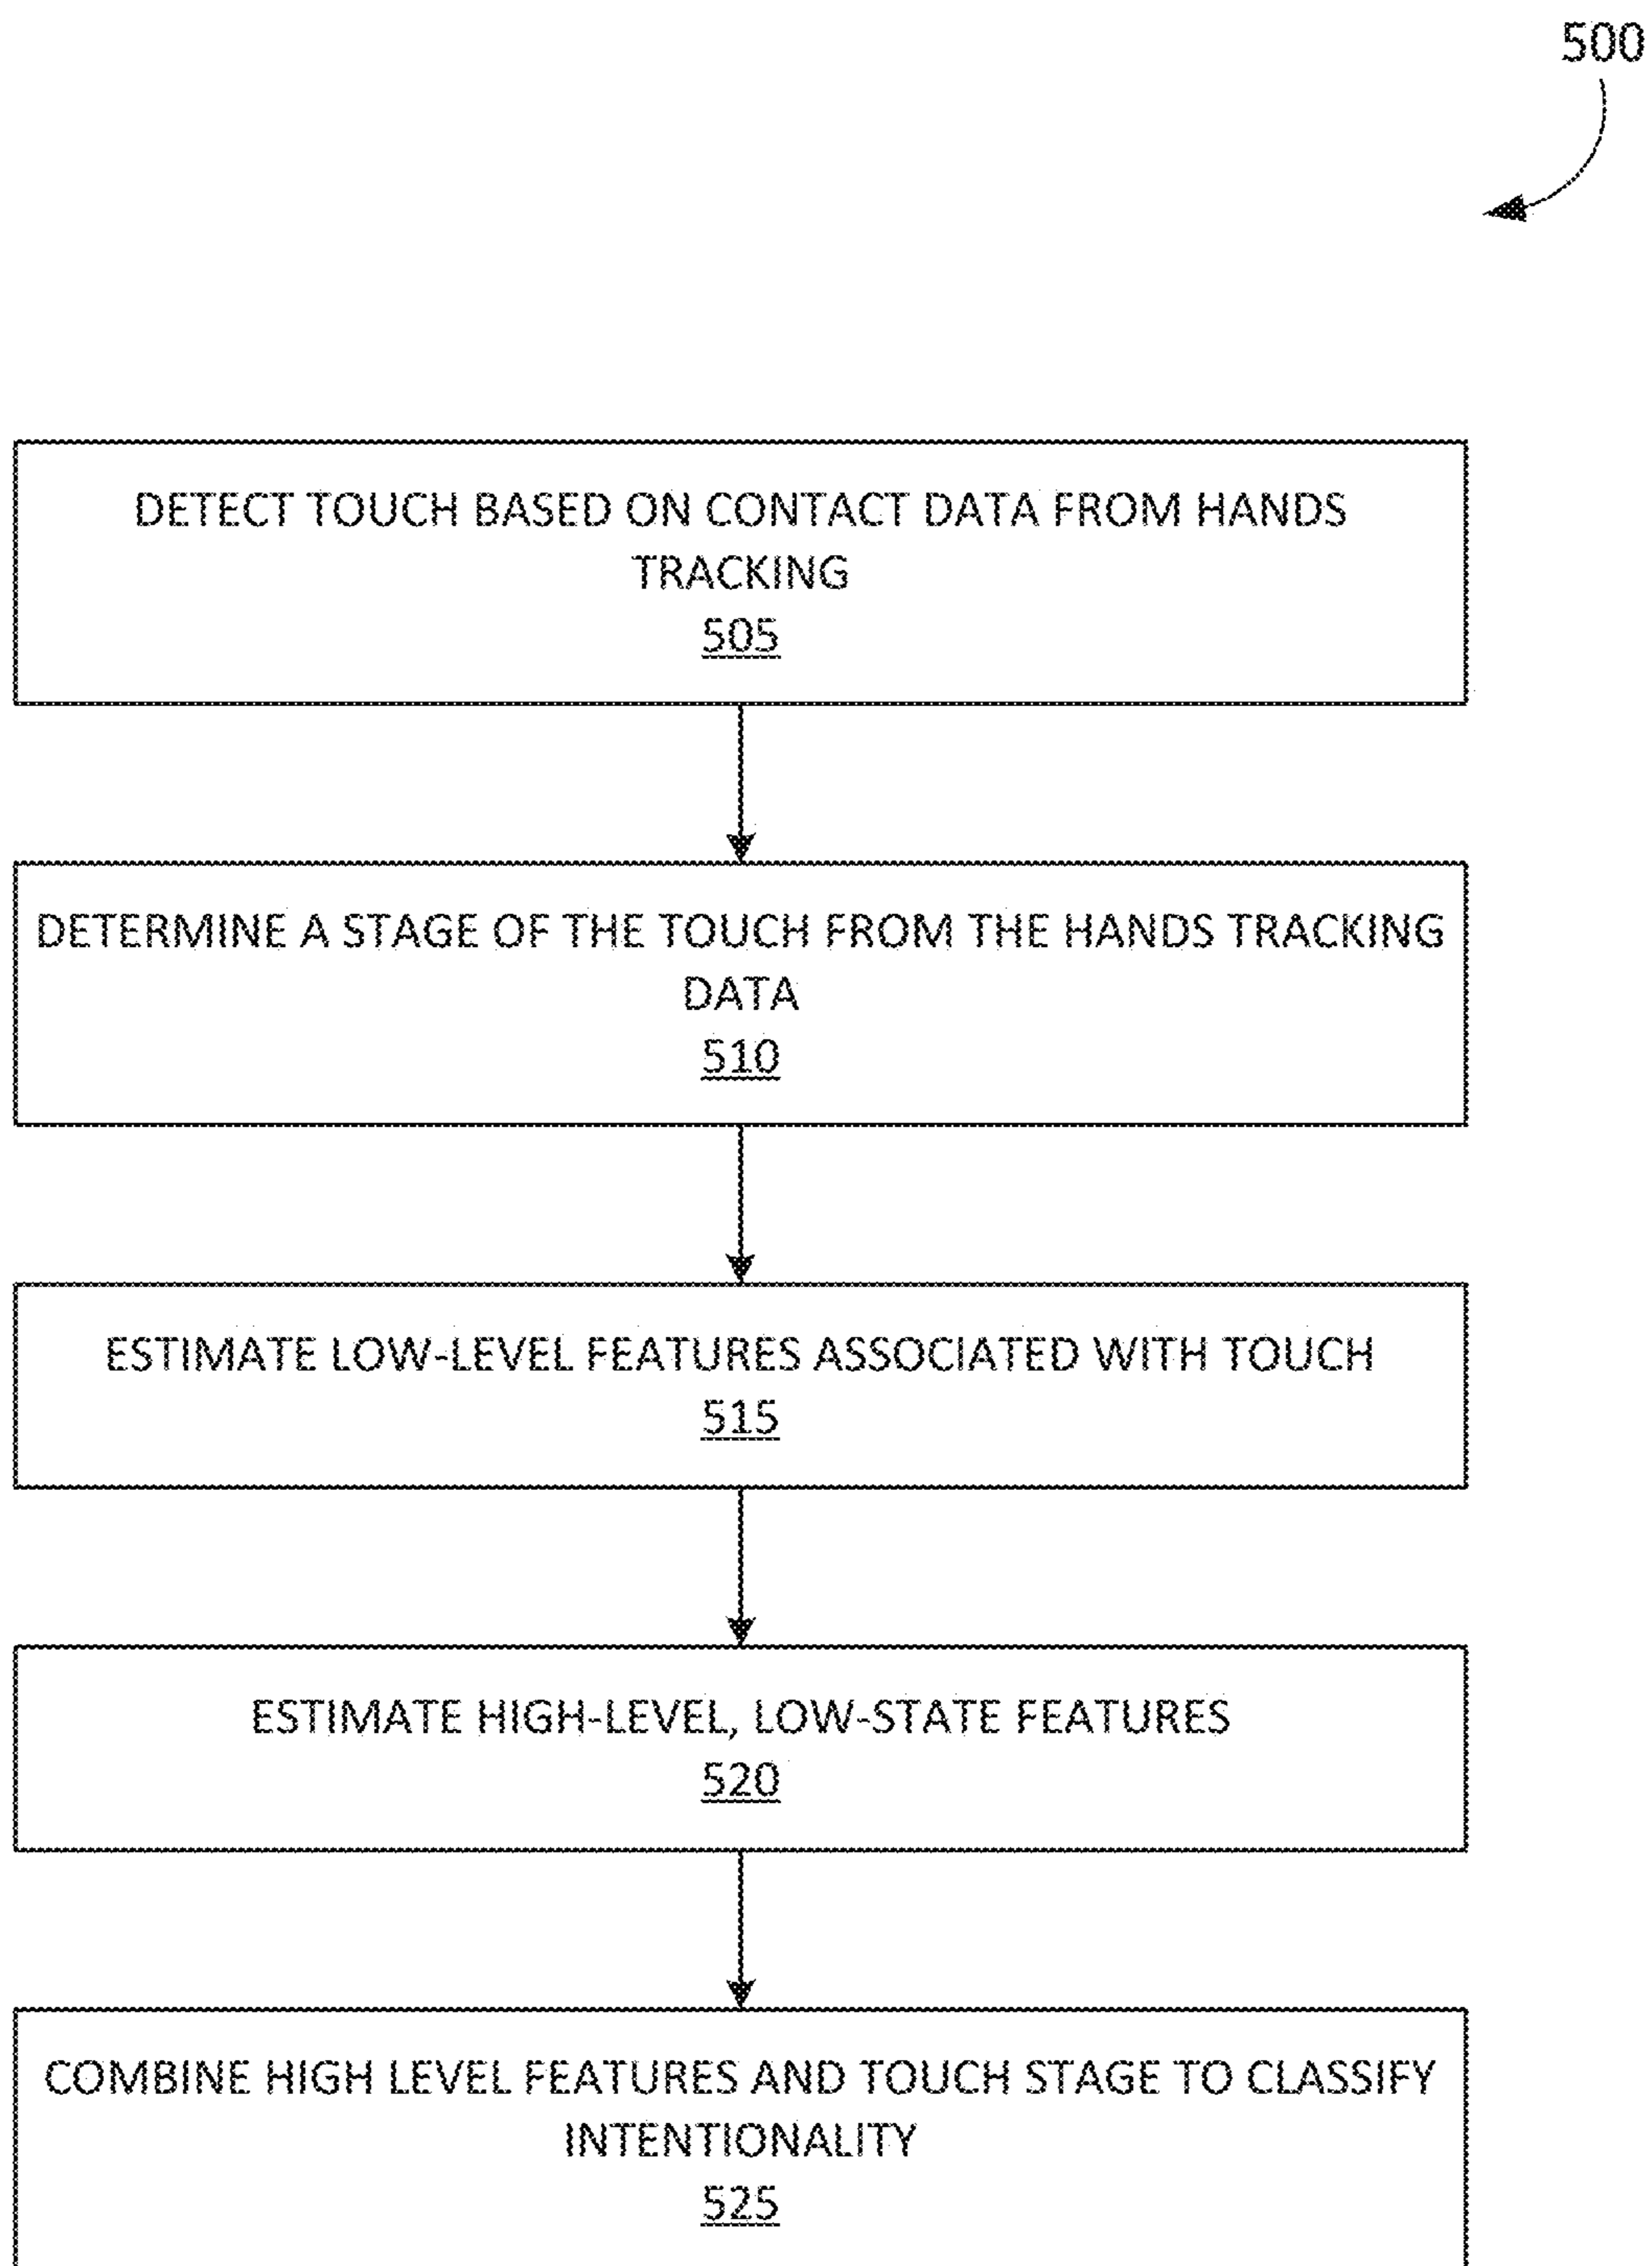 500
DETECT TOUCH BASED ON CONTACT DATA FROM HANDS
TRACKING
505
DETERMINE A STAGE OF THE TOUCH FROM THE HANDS TRACKING
DATA
510
ESTIMATE LOW-LEVEL FEATURES ASSOCIATED WITH TOUCH
515
ESTIMATE HIGH-LEVEL, LOW-STATE FEATURES
520
COMBINE HIGH LEVEL FEATURES AND TOUCH STAGE TO CLASSIFY
INTENTIONALITY
525